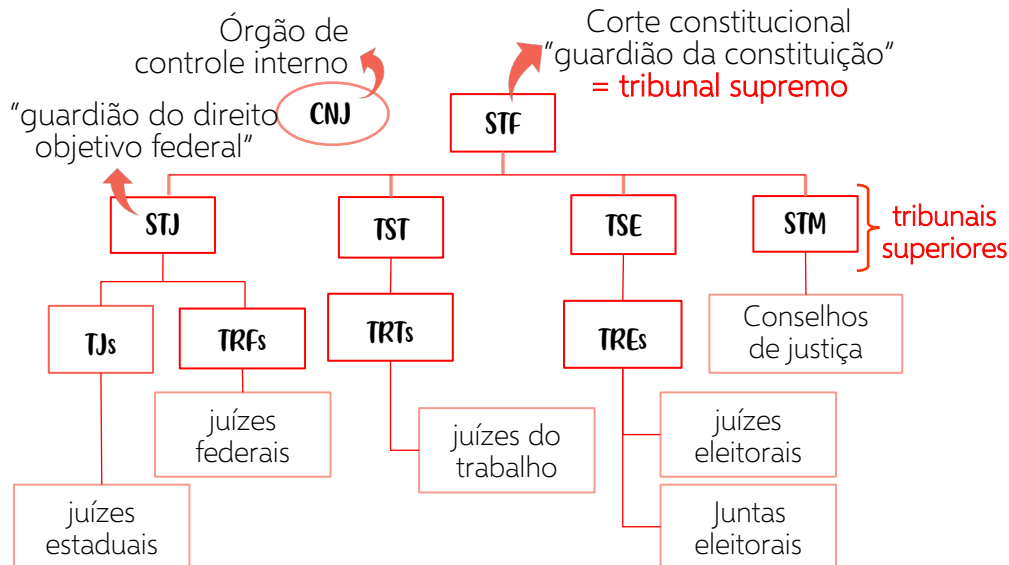 Órgão de
controle interno
CNJ
Corte constitucional
"guardião da constituição"
= tribunal supremo
STF
"guardião do direito
objetivo federal"
STJ
TST
TSE
STM
tribunais
superiores
TJs
TRFs
TRTs
TREs
Conselhos
de justiça
juízes
federais
juízes do
trabalho
juízes
eleitorais
juízes
estaduais
Juntas
eleitorais